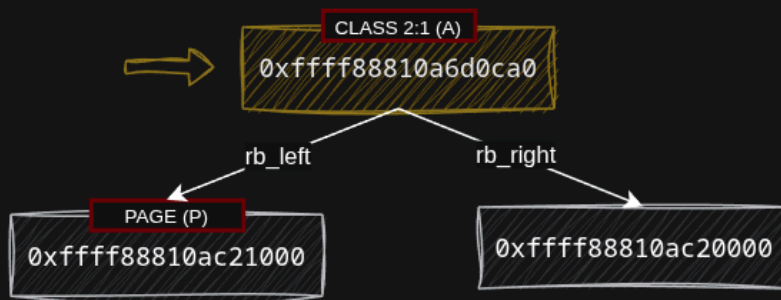 CLASS 2:1 (A)
0xffff88810a6d0ca0
rb_left
rb_right
PAGE (P)
0xffff88810ac21000
0xffff88810ac20000